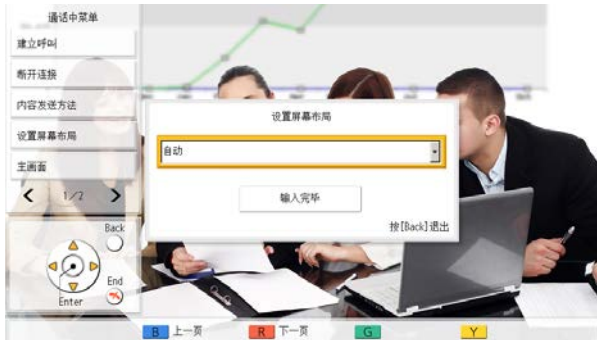 通话中菜单
建立呼叫
断开连接
内容发送方法
设置屏幕布局
主画面
1/2
Back
End
Enter
设置屏幕布局
自动
输入完毕
按[Back]退出
B 上一页 R 下一页 G Y